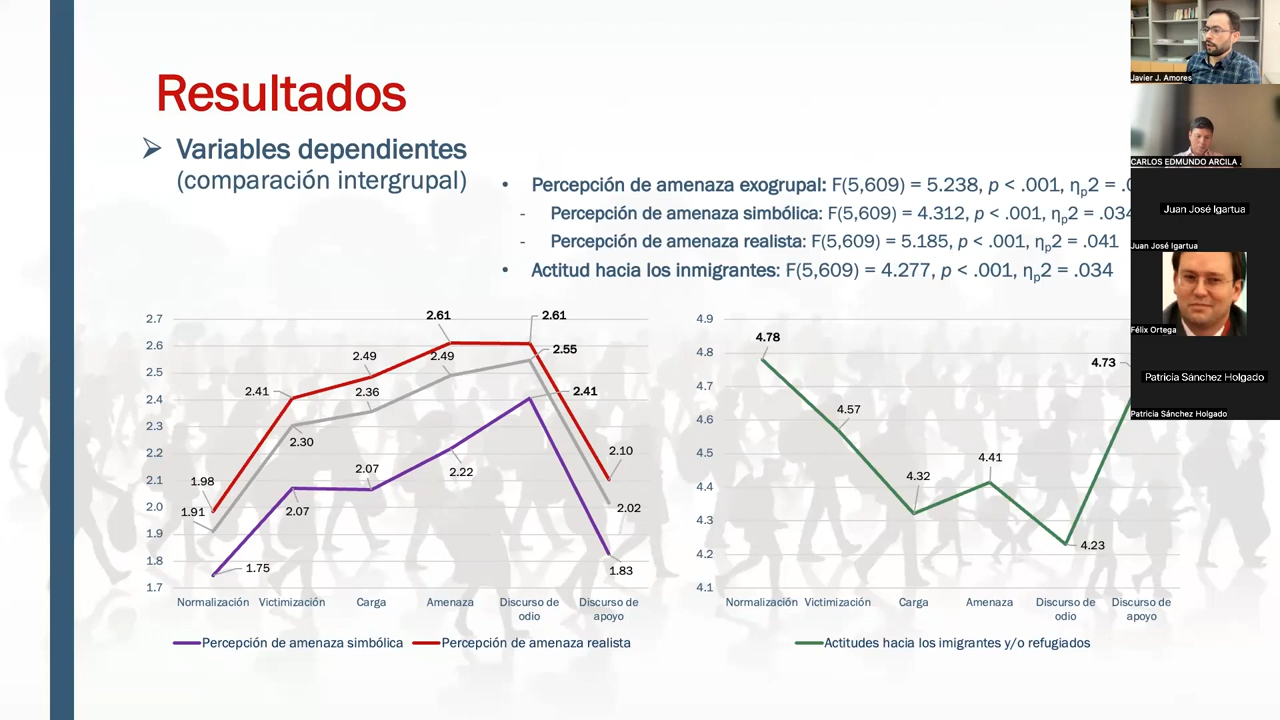 Resultados
➢ Variables dependientes
(comparación intergrupal)
• Percepción de amenaza exogrupal: F(5,609) = 5.238, p < .001, ηp2 = .0
- Percepción de amenaza simbólica: F(5,609) = 4.312, p < .001, ηp2 = .034
- Percepción de amenaza realista: F(5,609) = 5.185, p < .001, ηp2 = .041
• Actitud hacia los inmigrantes: F(5,609) = 4.277, p < .001, ηp2 = .034
2.7
2.6
2.5
2.4
2.3
2.2
2.1
2.0
1.9
1.8
1.7
1.98
2.41
2.49
2.61
2.61
2.10
1.91
2.30
2.36
2.49
2.55
2.02
1.75
2.07
2.07
2.22
2.41
1.83
Normalización Victimización Carga Amenaza Discurso de odio Discurso de apoyo
Percepción de amenaza simbólica Percepción de amenaza realista
4.9
4.8
4.7
4.6
4.5
4.4
4.3
4.2
4.1
4.78
4.57
4.32
4.41
4.23
4.73
Normalización Victimización Carga Amenaza Discurso de odio Discurso de apoyo
Actitudes hacia los imigrantes y/o refugiados
Javier J. Amores
CARLOS EDMUNDO ARCILA .
Juan José Igartua
Juan José Igartua
Félix Ortega
Patricia Sánchez Holgado
Patricia Sánchez Holgado